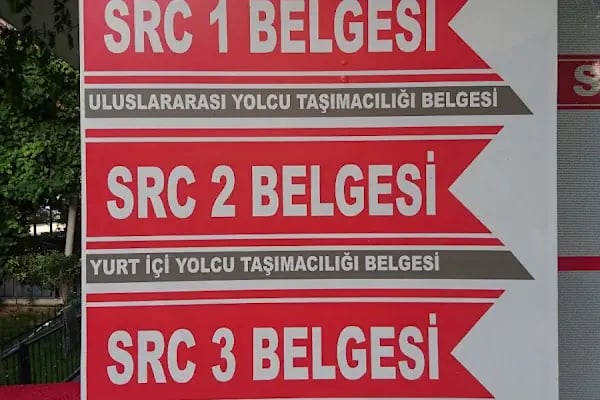 SRC 1 BELGESİ
ULUSLARARASI YOLCU TAŞIMACILIĞI BELGESİ
SRC 2 BELGESİ
YURT İÇİ YOLCU TAŞIMACILIĞI BELGESİ
SRC 3 BELGESİ
S